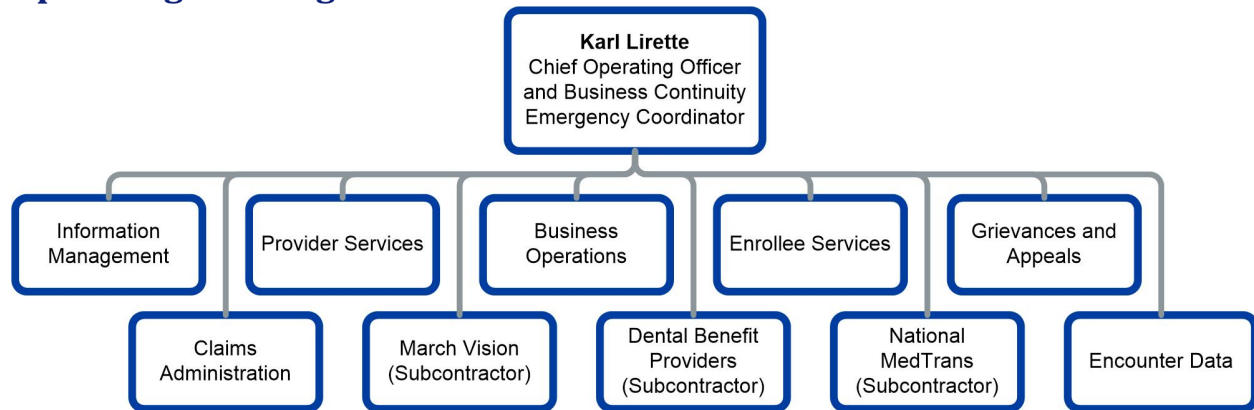 Karl Lirette
Chief Operating Officer
and Business Continuity
Emergency Coordinator
Information
Management
Provider Services
Business
Operations
Enrollee Services
Grievances and
Appeals
Claims
Administration
March Vision
(Subcontractor)
Dental Benefit
Providers
(Subcontractor)
National
MedTrans
(Subcontractor)
Encounter Data